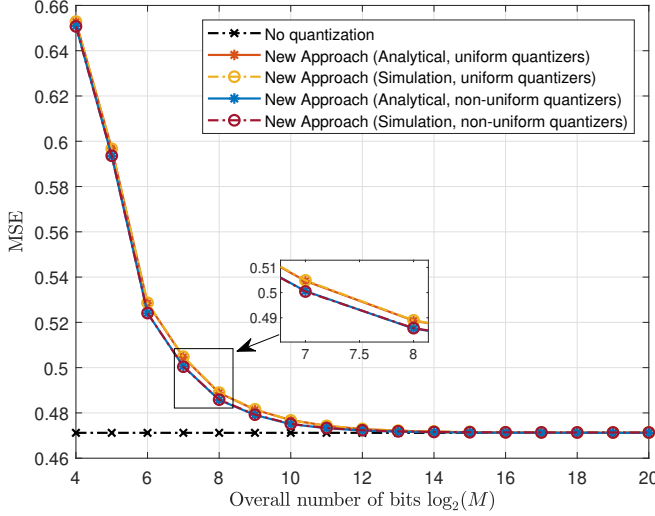 0.66
0.64
0.62
0.6
0.58
0.56
0.54
0.52
0.5
0.48
0.46
MSE
No quantization
New Approach (Analytical, uniform quantizers)
New Approach (Simulation, uniform quantizers)
New Approach (Analytical, non-uniform quantizers)
New Approach (Simulation, non-uniform quantizers)
0.51
0.5
0.49
7 7.5 8
4 6 8 10 12 14 16 18 20
Overall number of bits log₂(M)